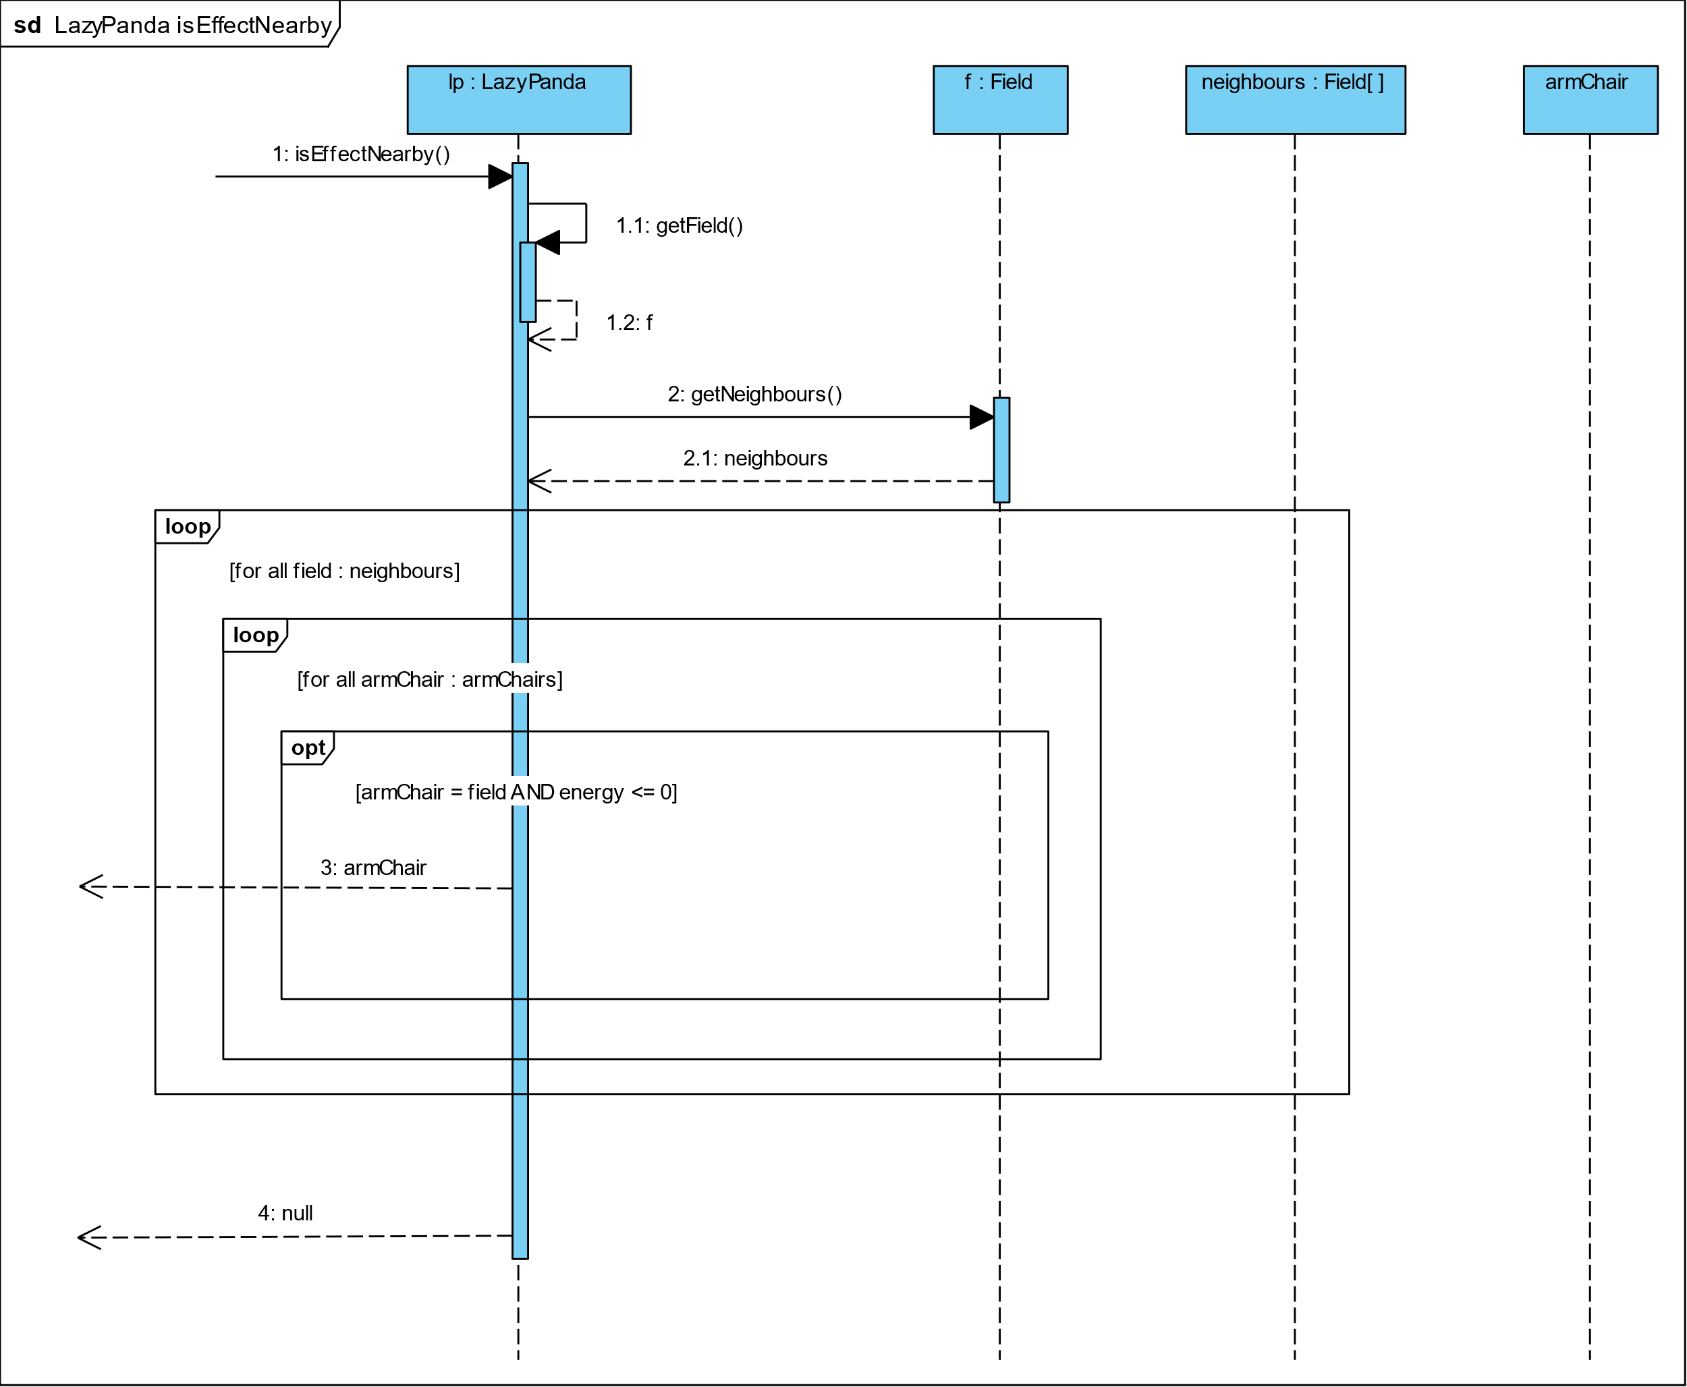 sd LazyPanda isEffectNearby
lp : LazyPanda
f : Field
neighbours : Field[ ]
armChair
1: isEffectNearby()
1.1: getField()
1.2: f
2: getNeighbours()
2.1: neighbours
loop
[for all field : neighbours]
loop
[for all armChair : armChairs]
opt
[armChair = field AND energy <= 0]
3: armChair
4: null